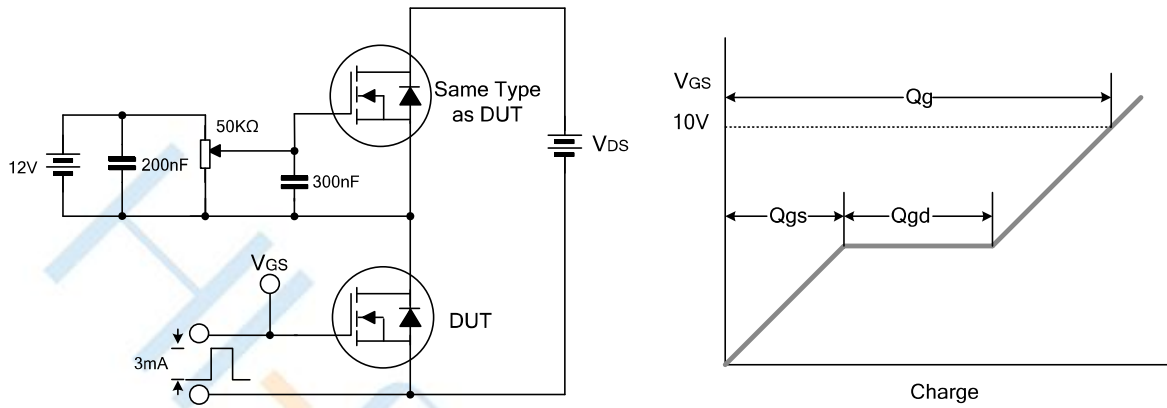 12V
200nF
50KΩ
300nF
Same Type
as DUT
VDS
VGS
DUT
3mA
VGS
10V
Qg
Qgs
Qgd
Charge